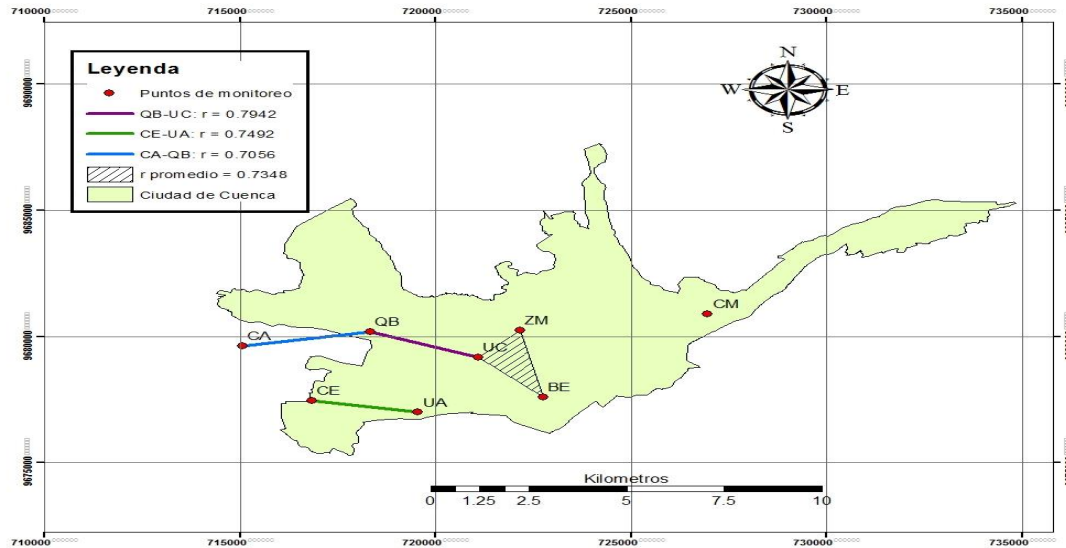 710000 715000 720000 725000 730000 735000
Leyenda
Puntos de monitoreo
QB-UC: r = 0.7942
CE-UA: r = 0.7492
CA-QB: r = 0.7056
r promedio = 0.7348
Ciudad de Cuenca
N
W E
S
9690000
9685000
9680000
9675000
CM
ZM
QB
CA
UC
BE
CE
UA
Kilometros
0 1.25 2.5 5 7.5 10
710000 715000 720000 725000 730000 735000